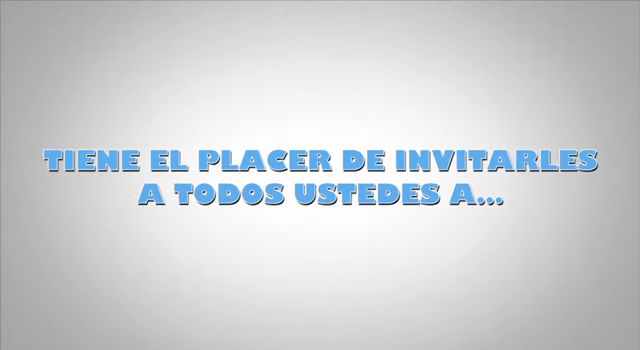 TIENE EL PLACER DE INVITARLES
A TODOS USTEDES A...